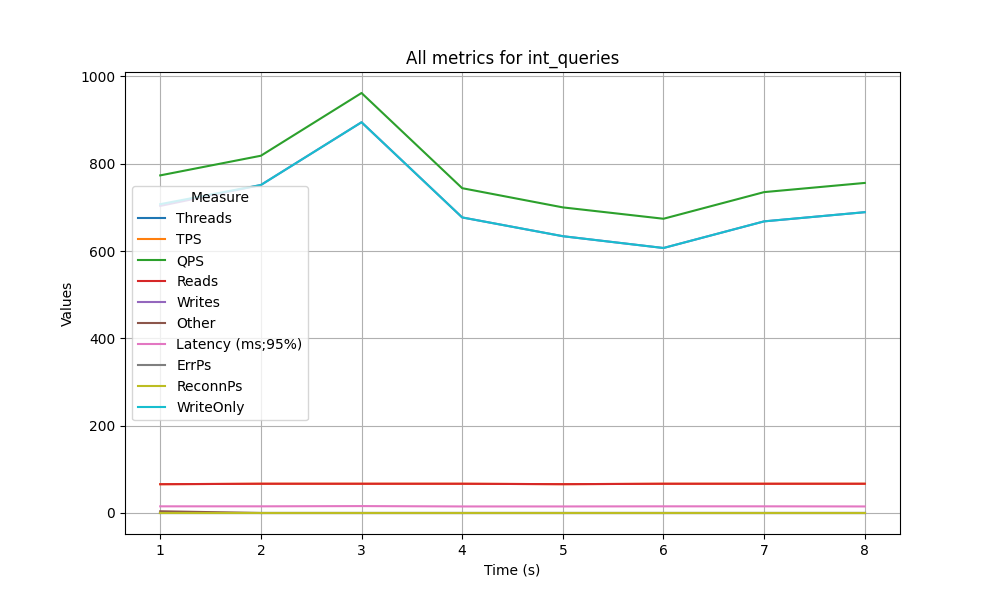 All metrics for int_queries
1000
800
600
400
200
0
Values
Measure
Threads
TPS
QPS
Reads
Writes
Other
Latency (ms;95%)
ErrPs
ReconnPs
WriteOnly
1 2 3 4 5 6 7 8
Time (s)